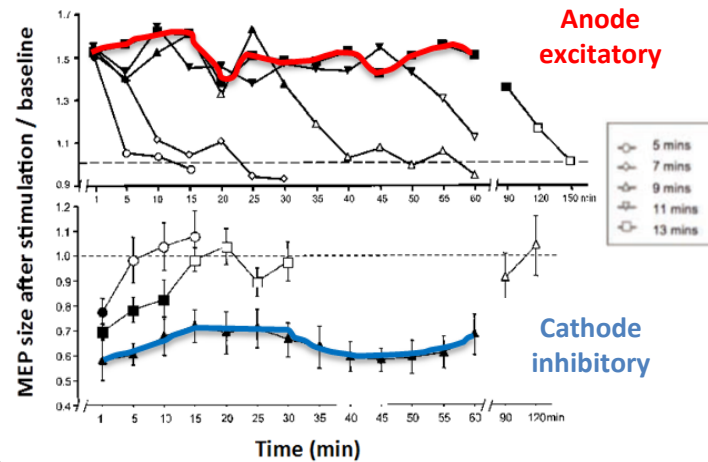 Anode
excitatory
1.7
1.5
1.3
1.1
0.9
1 5 10 15 20 25 30 35 40 45 50 55 60 90 120 150 min
5 mins
7 mins
9 mins
11 mins
13 mins
MEP size after stimulation / baseline
1.2
1.1
1.0
0.9
0.8
0.7
0.6
0.5
0.4
Cathode
inhibitory
1 5 10 15 20 25 30 35 40 45 50 55 60 90 120min
Time (min)